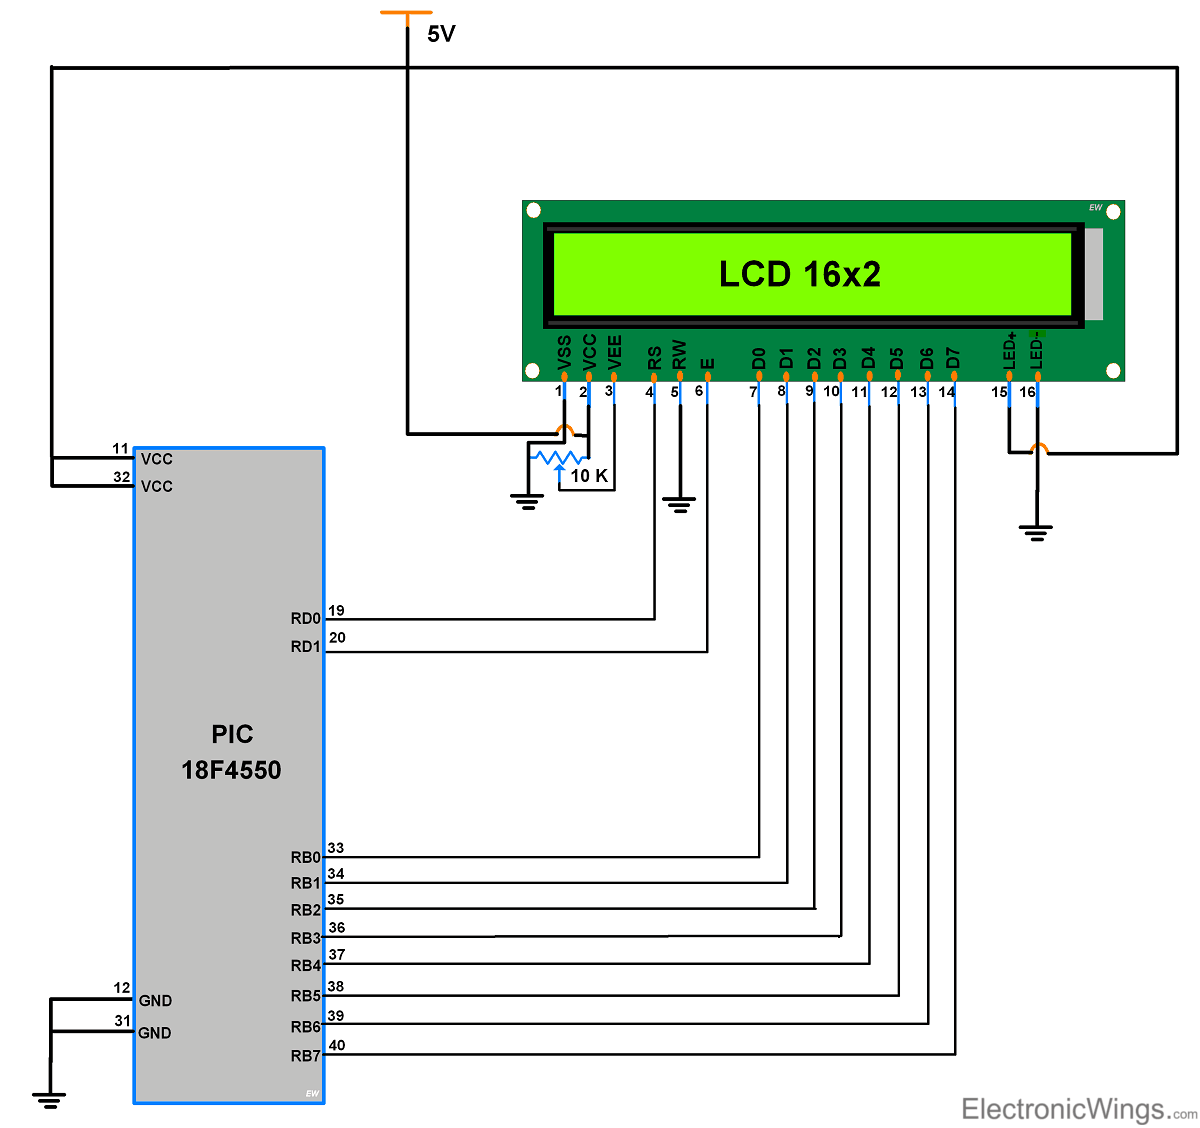 5V
EW
LCD 16x2
VSS VCC VEE RS RW E D0 D1 D2 D3 D4 D5 D6 D7 LED+ LED-
1 2 3 4 5 6 7 8 9 10 11 12 13 14 15 16
10 K
11 VCC
32 VCC
RD0 19
RD1 20
PIC
18F4550
RB0 33
RB1 34
RB2 35
RB3 36
RB4 37
RB5 38
RB6 39
RB7 40
12 GND
31 GND
EW
ElectronicWings.com